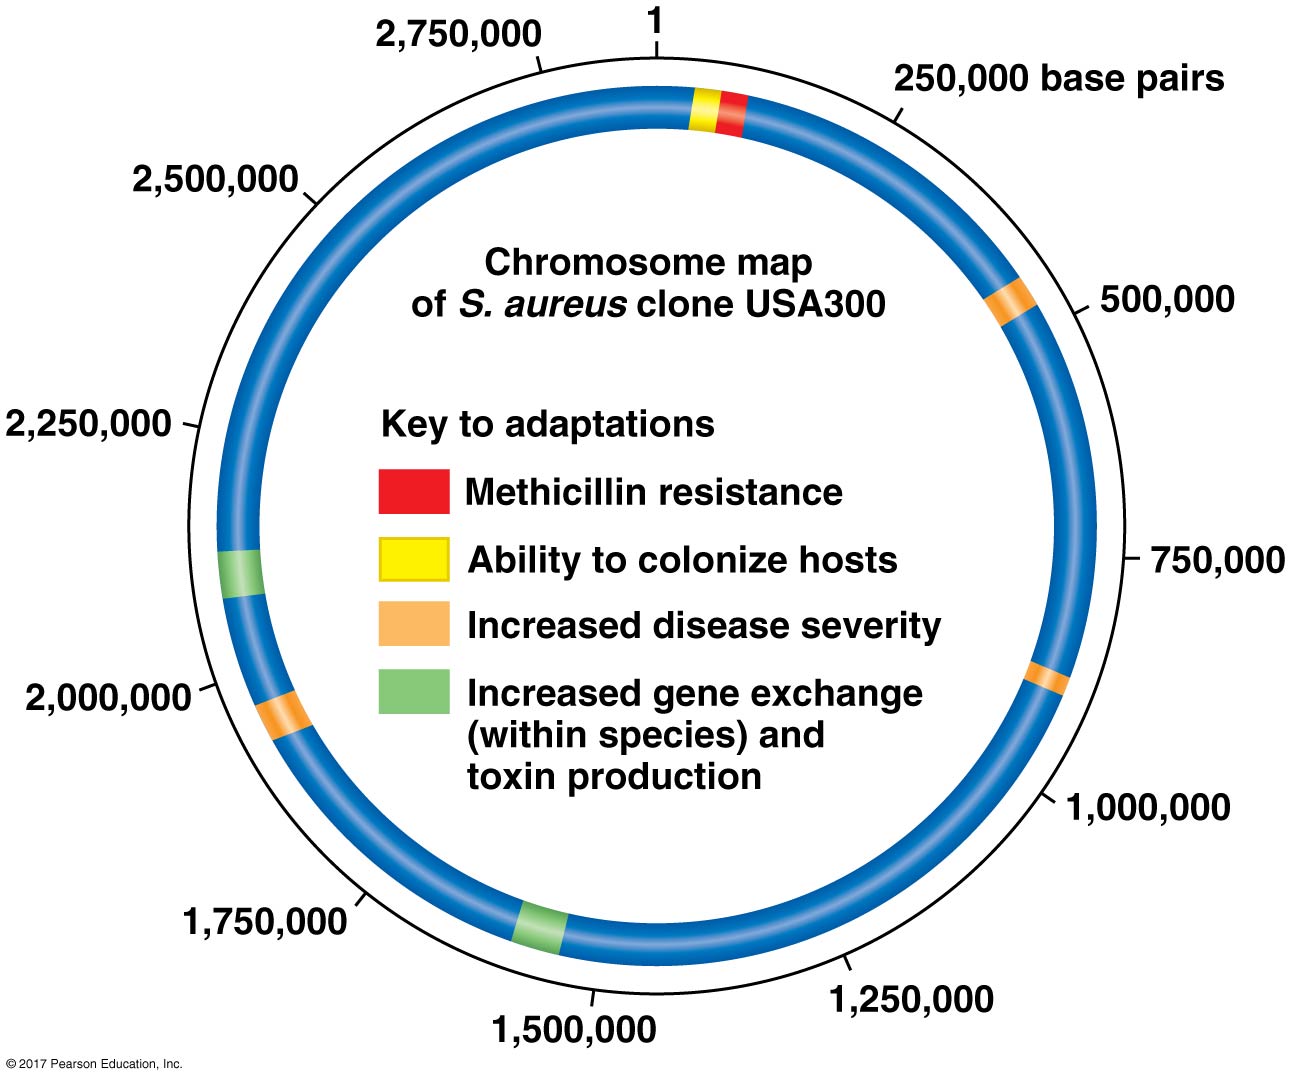 1
2,750,000
250,000 base pairs
2,500,000
Chromosome map
of S. aureus clone USA300
500,000
2,250,000
Key to adaptations
Methicillin resistance
Ability to colonize hosts
750,000
Increased disease severity
2,000,000
Increased gene exchange
(within species) and
toxin production
1,000,000
1,750,000
1,250,000
1,500,000
© 2017 Pearson Education, Inc.